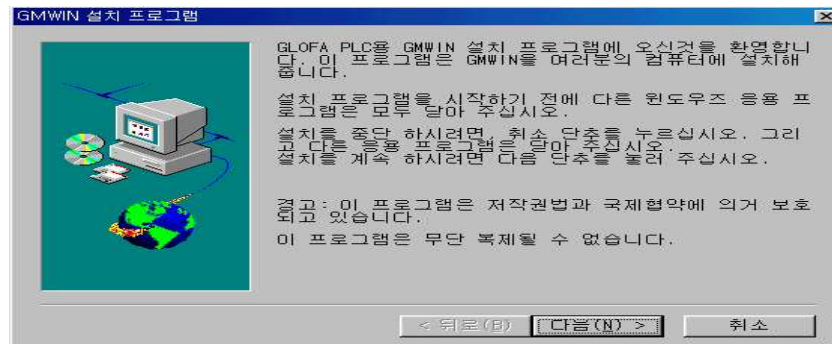 GMWIN 설치 프로그램
GLOFA PLC용 GMWIN 설치 프로그램에 오신것을 환영합니
다. 이 프로그램은 GMWIN을 여러분의 컴퓨터에 설치해
줍니다.
설치 프로그램을 시작하기 전에 다른 윈도우즈 응용 프
로그램은 모두 닫아 주십시오.
설치를 중단 하시려면, 취소 단추를 누르십시오. 그리
고 다른 응용 프로그램은 닫아 주십시오.
설치를 계속 하시려면 다음 단추를 눌러 주십시오.
경고: 이 프로그램은 저작권법과 국제협약에 의거 보호
되고 있습니다.
이 프로그램은 무단 복제될 수 없습니다.
< 뒤로(B) 다음(N) > 취소